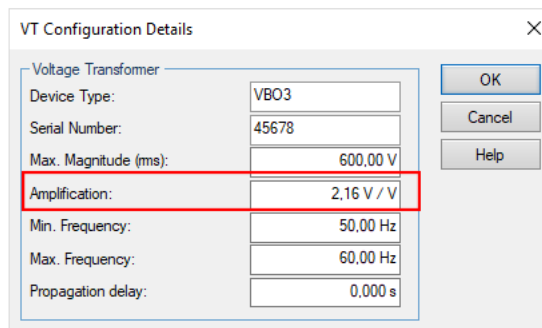 VT Configuration Details
Voltage Transformer
Device Type: VBO3
Serial Number: 45678
Max. Magnitude (rms): 600,00 V
Amplification: 2,16 V / V
Min. Frequency: 50,00 Hz
Max. Frequency: 60,00 Hz
Propagation delay: 0,000 s
OK
Cancel
Help